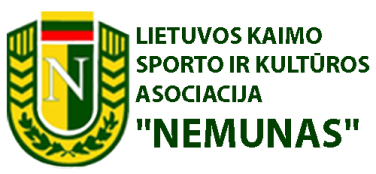 N
LIETUVOS KAIMO
SPORTO IR KULTŪROS
ASOCIACIJA
"NEMUNAS"